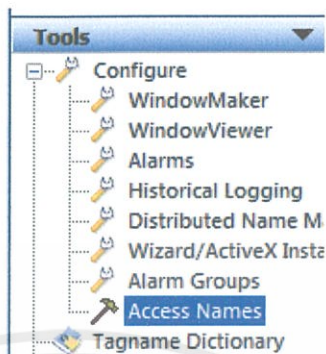 Tools
Configure
WindowMaker
WindowViewer
Alarms
Historical Logging
Distributed Name M
Wizard/ActiveX Insta
Alarm Groups
Access Names
Tagname Dictionary